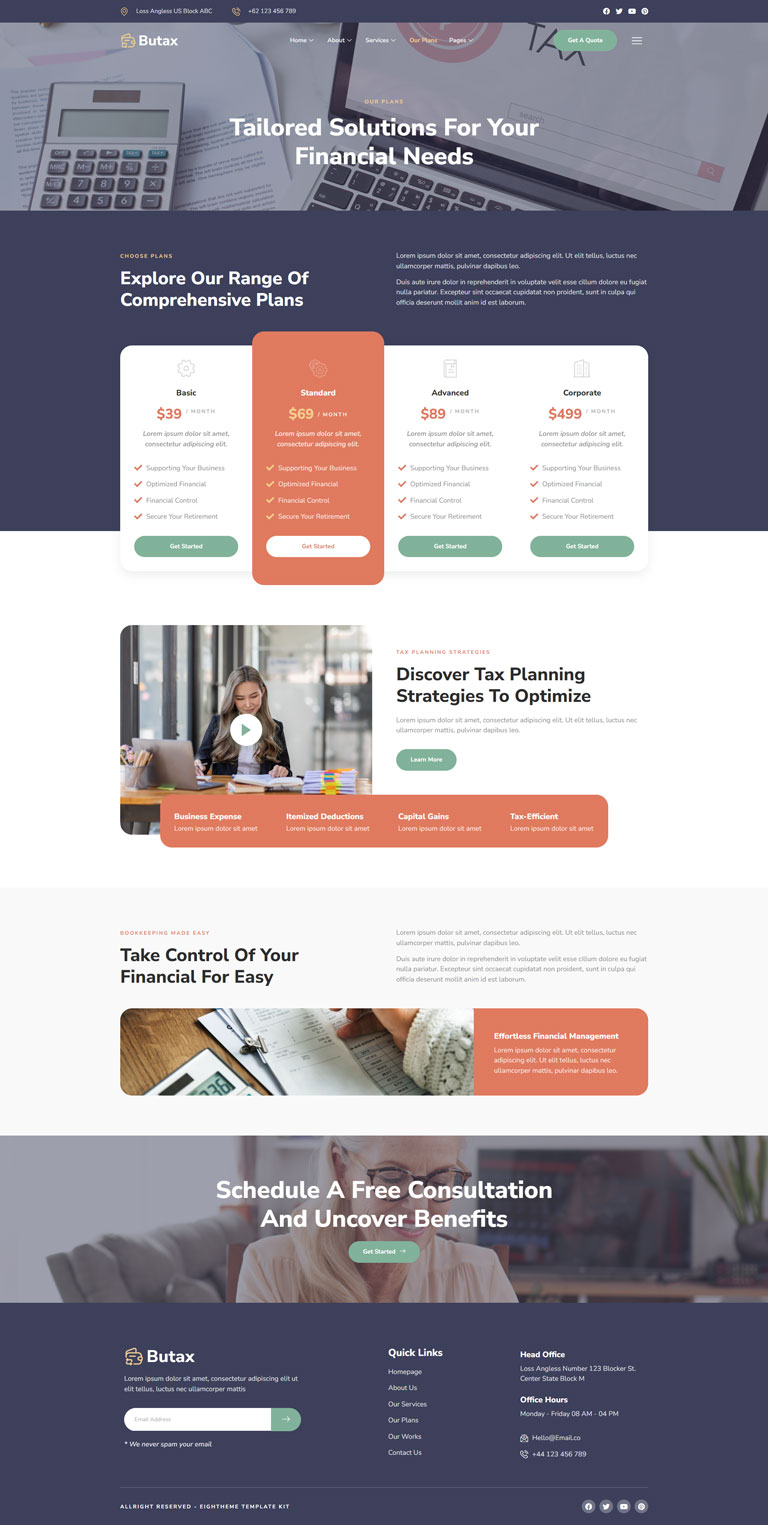 Loss Angless US Block ABC
+62 123 456 789
Butax
Home
About
Services
Our Plans
Pages
Get A Quote
TAX
search
OUR PLANS
Tailored Solutions For Your
Financial Needs
CHOOSE PLANS
Explore Our Range Of
Comprehensive Plans
Lorem ipsum dolor sit amet, consectetur adipiscing elit. Ut elit tellus, luctus nec
ullamcorper mattis, pulvinar dapibus leo.
Duis aute irure dolor in reprehenderit in voluptate velit esse cillum dolore eu fugiat
nulla pariatur. Excepteur sint occaecat cupidatat non proident, sunt in culpa qui
officia deserunt mollit anim id est laborum.
Basic
$39 / MONTH
Lorem ipsum dolor sit amet,
consectetur adipiscing elit.
Supporting Your Business
Optimized Financial
Financial Control
Secure Your Retirement
Get Started
Standard
$69 / MONTH
Lorem ipsum dolor sit amet,
consectetur adipiscing elit.
Supporting Your Business
Optimized Financial
Financial Control
Secure Your Retirement
Get Started
Advanced
$89 / MONTH
Lorem ipsum dolor sit amet,
consectetur adipiscing elit.
Supporting Your Business
Optimized Financial
Financial Control
Secure Your Retirement
Get Started
Corporate
$499 / MONTH
Lorem ipsum dolor sit amet,
consectetur adipiscing elit.
Supporting Your Business
Optimized Financial
Financial Control
Secure Your Retirement
Get Started
TAX PLANNING STRATEGIES
Discover Tax Planning
Strategies To Optimize
Lorem ipsum dolor sit amet, consectetur adipiscing elit. Ut elit tellus, luctus nec
ullamcorper mattis, pulvinar dapibus leo.
Learn More
Business Expense
Lorem ipsum dolor sit amet
Itemized Deductions
Lorem ipsum dolor sit amet
Capital Gains
Lorem ipsum dolor sit amet
Tax-Efficient
Lorem ipsum dolor sit amet
BOOKKEEPING MADE EASY
Take Control Of Your
Financial For Easy
Lorem ipsum dolor sit amet, consectetur adipiscing elit. Ut elit tellus, luctus nec
ullamcorper mattis, pulvinar dapibus leo.
Duis aute irure dolor in reprehenderit in voluptate velit esse cillum dolore eu fugiat
nulla pariatur. Excepteur sint occaecat cupidatat non proident, sunt in culpa qui
officia deserunt mollit anim id est laborum.
Effortless Financial Management
Lorem ipsum dolor sit amet, consectetur
adipiscing elit. Ut elit tellus, luctus nec
ullamcorper mattis, pulvinar dapibus leo.
Schedule A Free Consultation
And Uncover Benefits
Get Started
Butax
Lorem ipsum dolor sit amet, consectetur adipiscing elit ut
elit tellus, luctus nec ullamcorper mattis
Email Address
* We never spam your email
Quick Links
Homepage
About Us
Our Services
Our Plans
Our Works
Contact Us
Head Office
Loss Angless Number 123 Blocker St.
Center State Block M
Office Hours
Monday - Friday 08 AM - 04 PM
Hello@Email.co
+44 123 456 789
ALLRIGHT RESERVED - EIGHTHEME TEMPLATE KIT